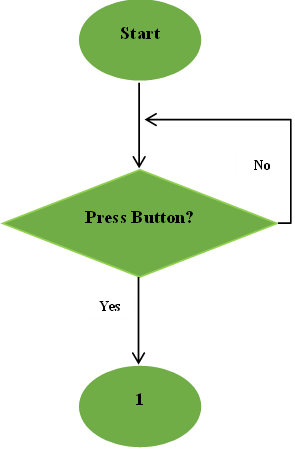 Start
No
Press Button?
Yes
1